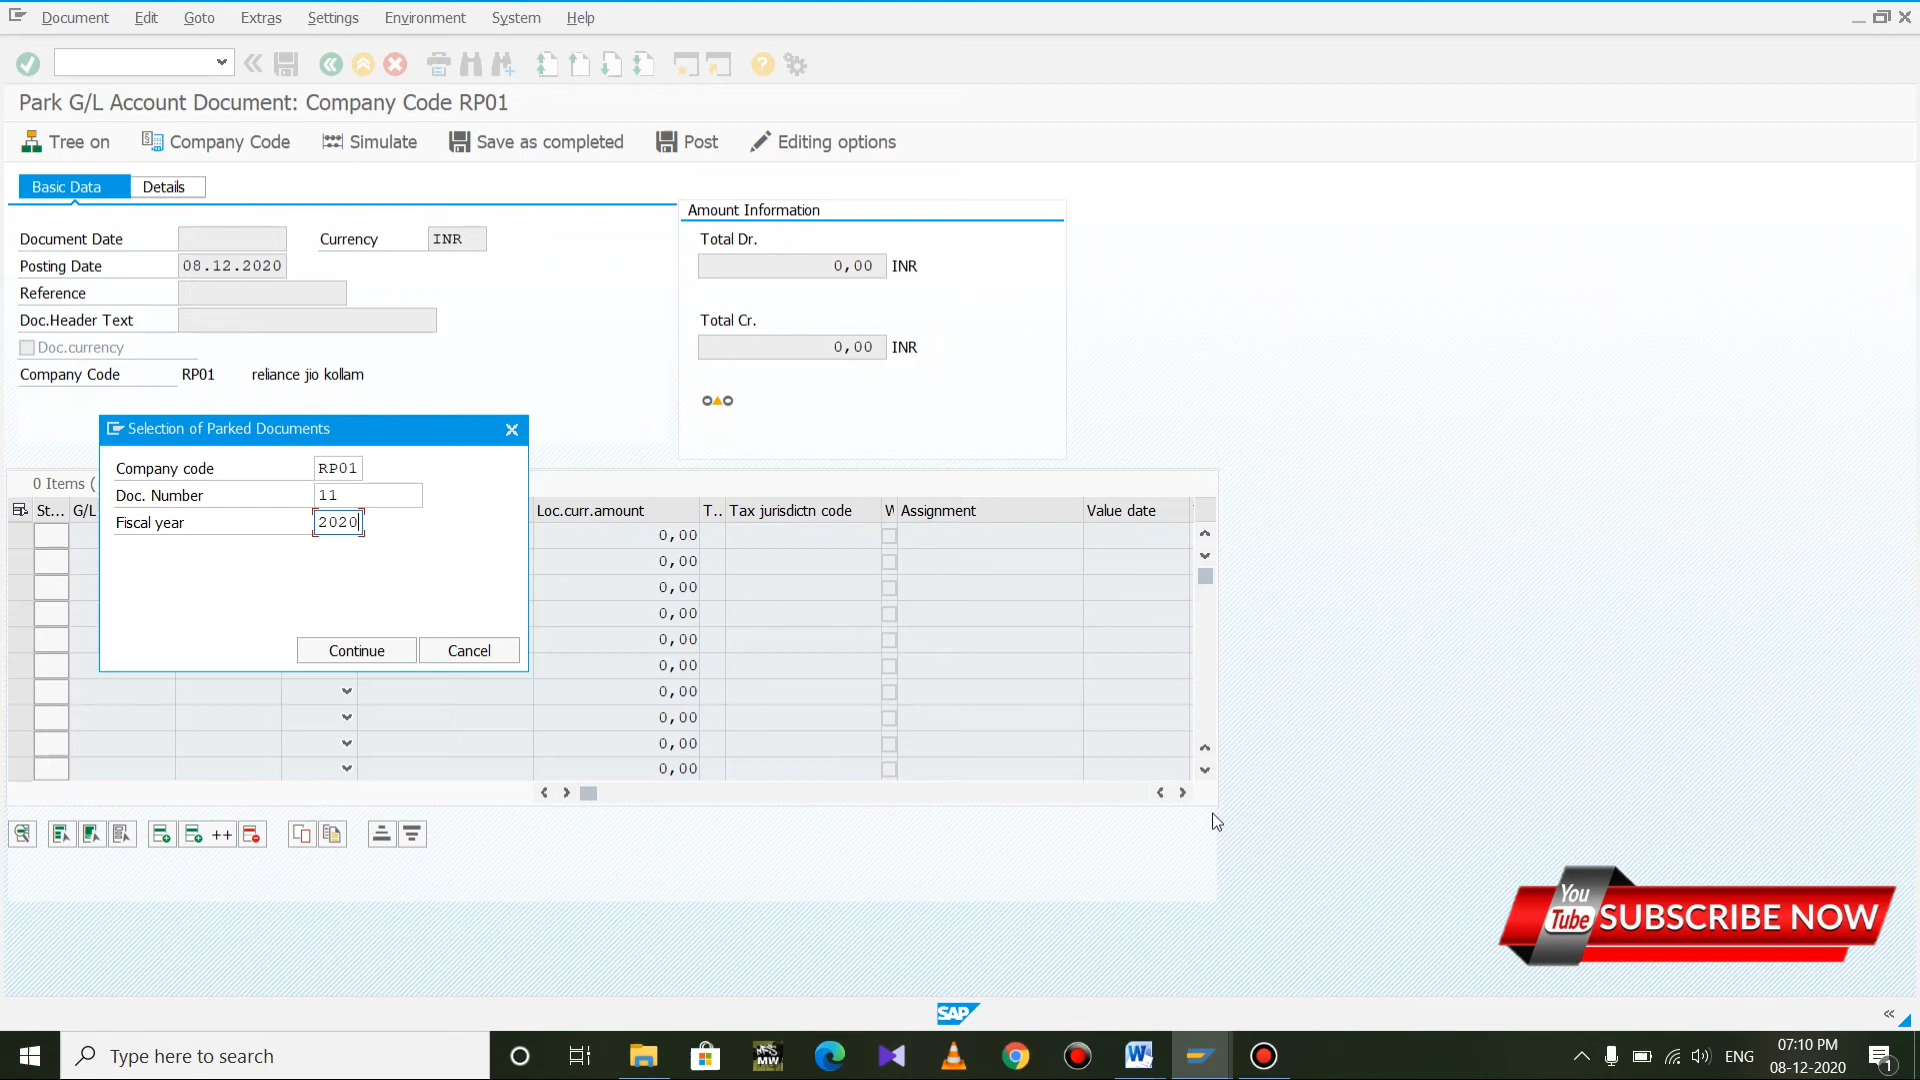 Document Edit Goto Extras Settings Environment System Help
Park G/L Account Document: Company Code RP01
Tree on Company Code Simulate Save as completed Post Editing options
Basic Data Details
Amount Information
Document Date Currency INR
Total Dr.
Posting Date 08.12.2020
0,00 INR
Reference
Doc.Header Text
Total Cr.
Doc.currency
0,00 INR
Company Code RP01 reliance jio kollam
Selection of Parked Documents
Company code RP01
Doc. Number 11
Fiscal year 2020
Continue Cancel
0 Items (
St... G/L Loc.curr.amount T.. Tax jurisdictn code W Assignment Value date
0,00
0,00
0,00
0,00
0,00
0,00
0,00
0,00
0,00
0,00
++
You
Tube SUBSCRIBE NOW
SAP
Type here to search
MW
ENG
07:10 PM
08-12-2020
1